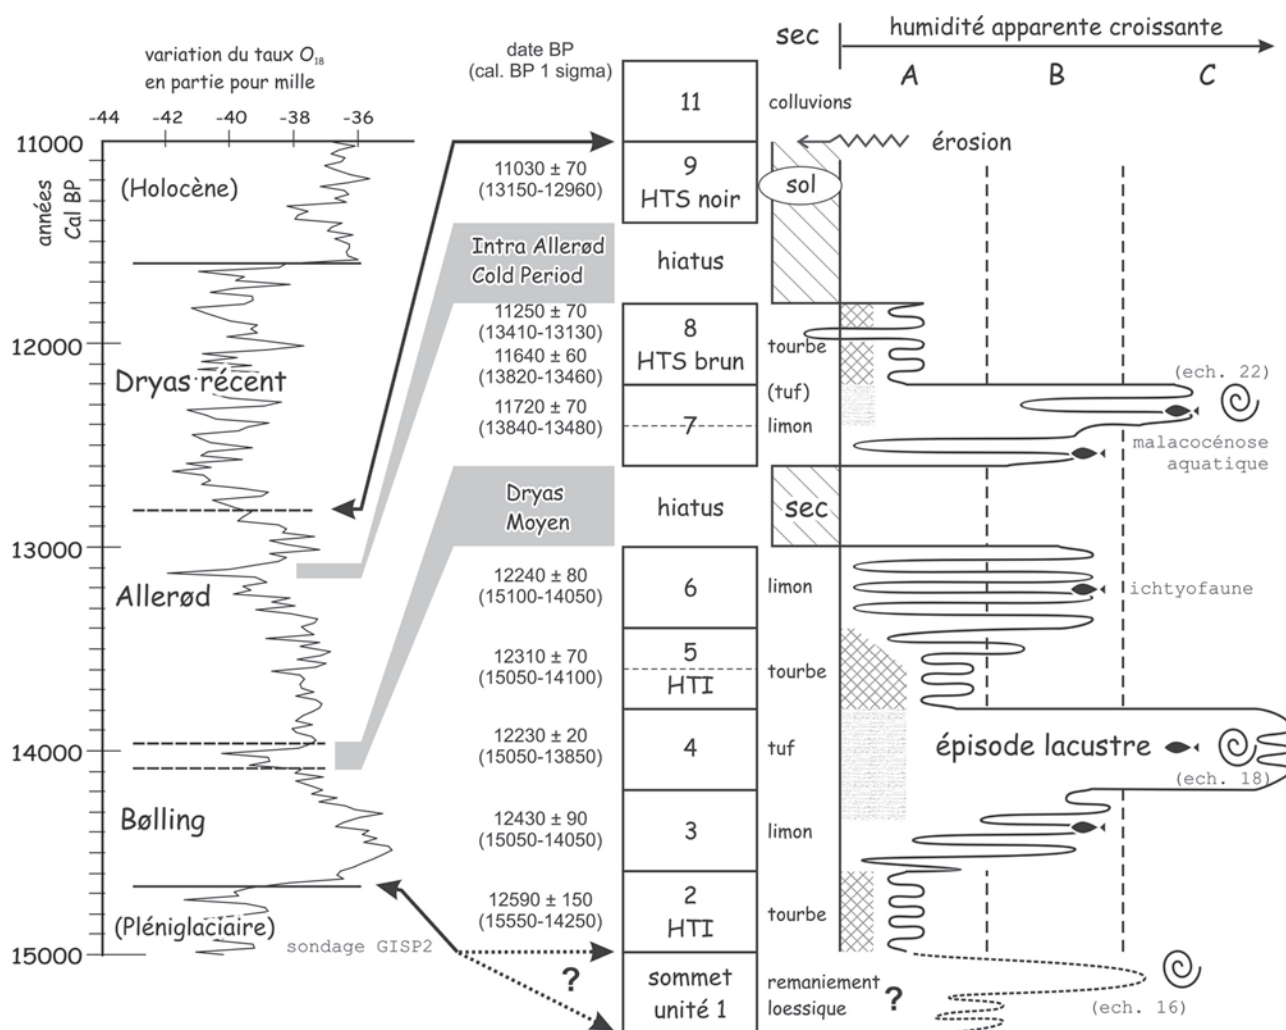 variation du taux O₁₈
en partie pour mille
-44 -42 -40 -38 -36
11000
années
Cal BP
(Holocène)
12000
Dryas récent
13000
Allerød
14000
Bølling
(Pléniglaciaire)
sondage GISP2
15000
date BP
(cal. BP 1 sigma)
11030 ± 70
(13150-12960)
Intra Allerød
Cold Period
11250 ± 70
(13410-13130)
11640 ± 60
(13820-13460)
11720 ± 70
(13840-13480)
Dryas
Moyen
12240 ± 80
(15100-14050)
12310 ± 70
(15050-14100)
12230 ± 20
(15050-13850)
12430 ± 90
(15050-14050)
12590 ± 150
(15550-14250)
?
11
9
HTS noir
hiatus
8
HTS brun
7
hiatus
6
5
HTI
4
3
2
HTI
sommet
unité 1
sec
humidité apparente croissante
A B C
colluvions
érosion
sol
tourbe
(tuf)
limon
(ech. 22)
malacocénose
aquatique
sec
limon
ichtyofaune
tourbe
tuf
épisode lacustre
(ech. 18)
limon
tourbe
remaniement
loessique
?
(ech. 16)